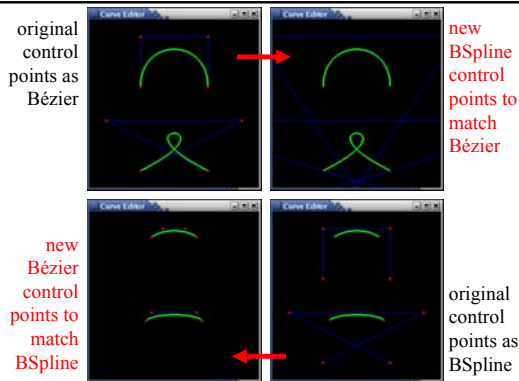 original
control
points as
Bézier
Curve Editor
Curve Editor
new
BSpline
control
points to
match
Bézier
new
Bézier
control
points to
match
BSpline
Curve Editor
Curve Editor
original
control
points as
BSpline